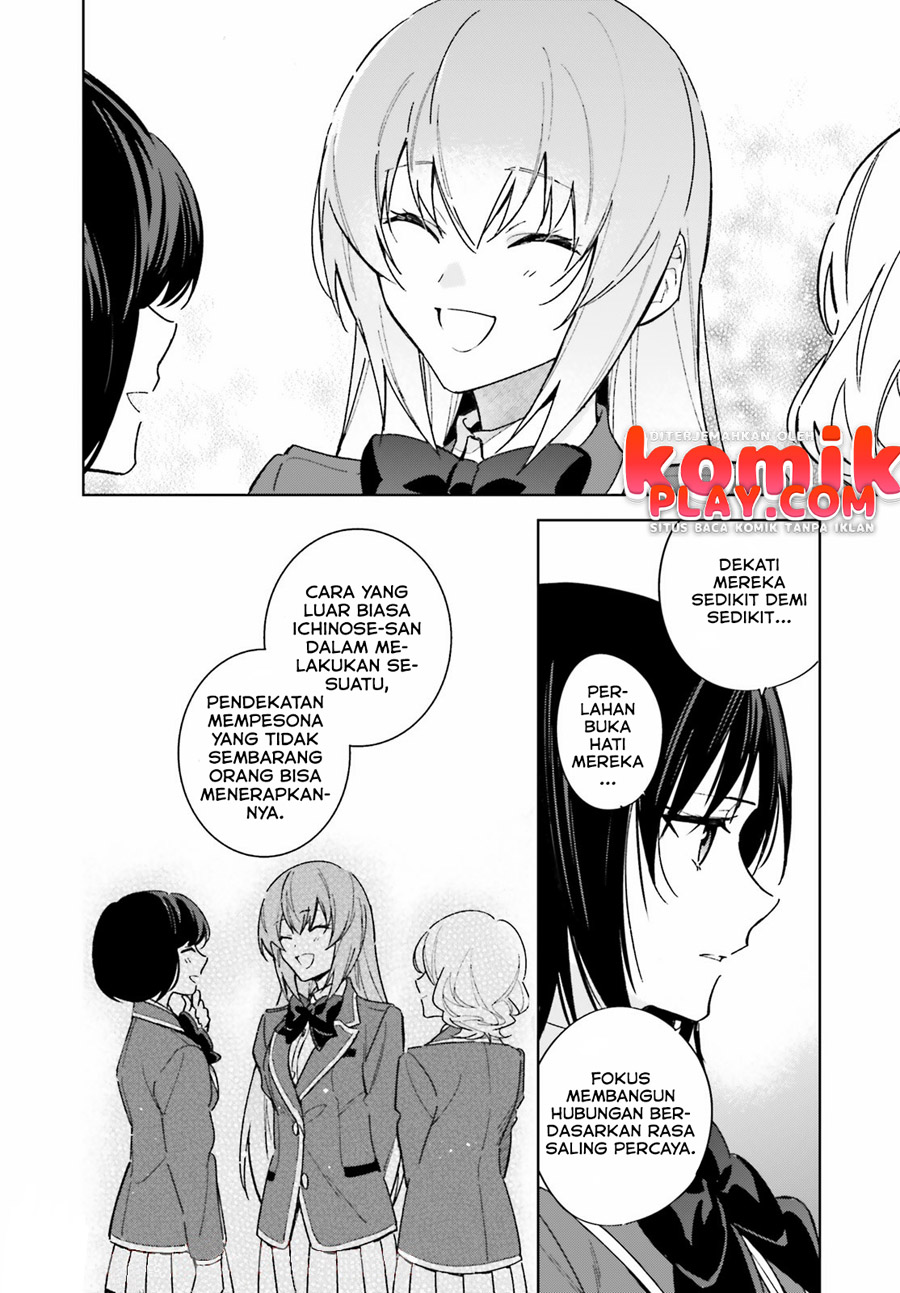 DITERJEMAHKAN OLEH
komik
PLAY.COM
SITUS BACA KOMIK TANPA IKLAN
DEKATI
MEREKA
SEDIKIT DEMI
SEDIKIT...
PER-
LAHAN
BUKA
HATI
MEREKA
...
FOKUS
MEMBANGUN
HUBUNGAN BER-
DASARKAN RASA
SALING PERCAYA.
CARA YANG
LUAR BIASA
ICHINOSE-SAN
DALAM ME-
LAKUKAN SE-
SUATU,
PENDEKATAN
MEMPESONA
YANG TIDAK
SEMBARANG
ORANG BISA
MENERAPKAN-
NYA.